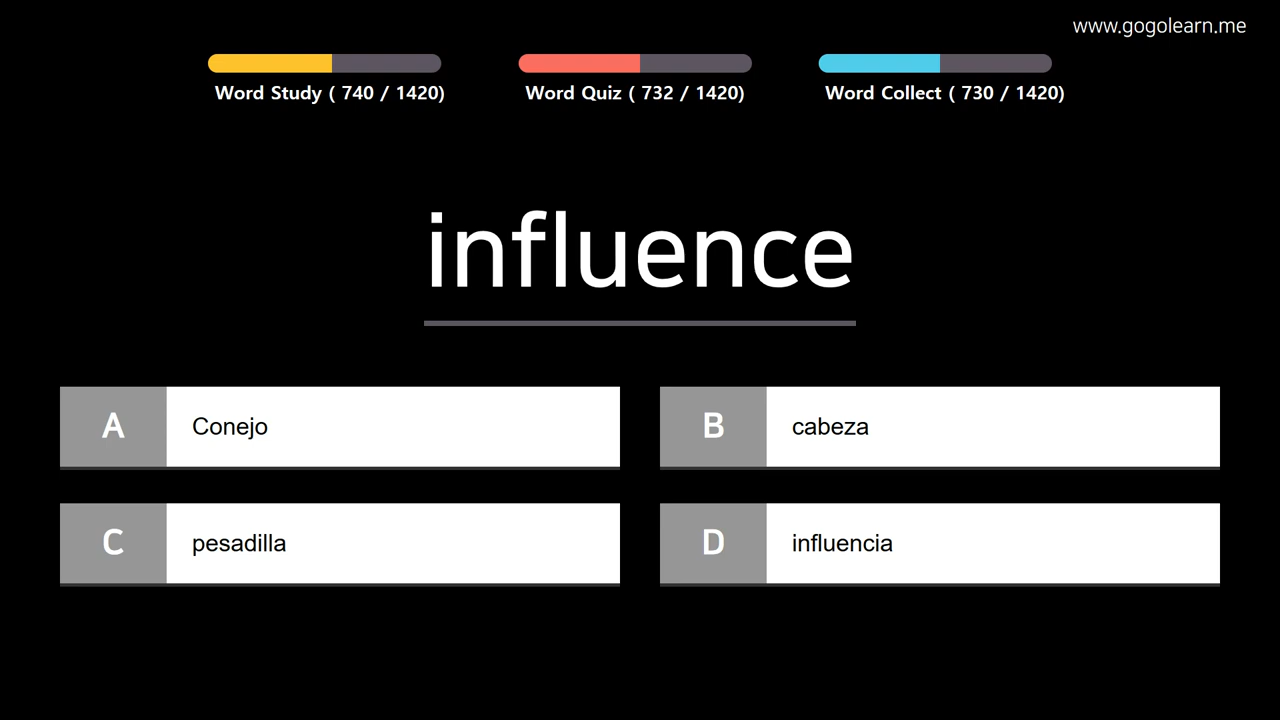 www.gogolearn.me
Word Study ( 740 / 1420)
Word Quiz ( 732 / 1420)
Word Collect ( 730 / 1420)
influence
A Conejo
B cabeza
C pesadilla
D influencia